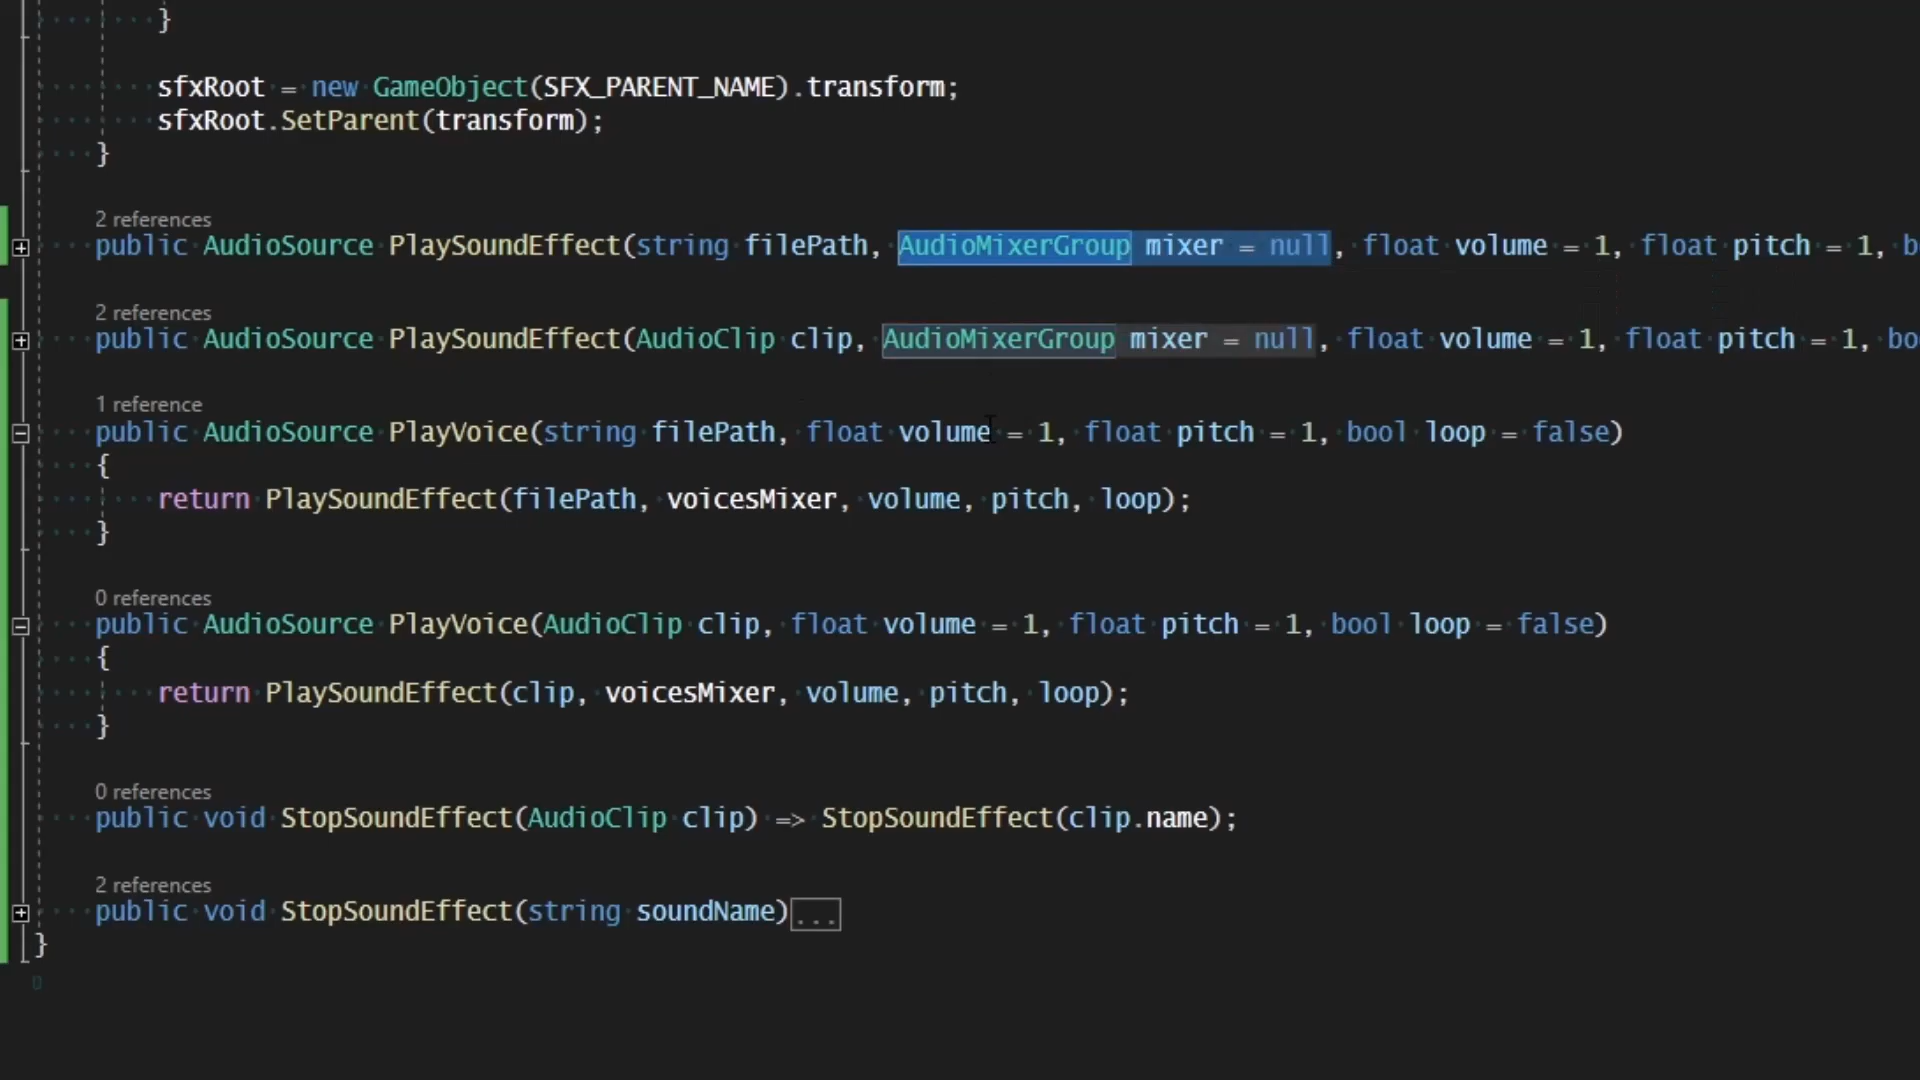 }
sfxRoot = new GameObject(SFX_PARENT_NAME).transform;
sfxRoot.SetParent(transform);
}
2 references
public AudioSource PlaySoundEffect(string filePath, AudioMixerGroup mixer = null, float volume = 1, float pitch = 1, b
2 references
public AudioSource PlaySoundEffect(AudioClip clip, AudioMixerGroup mixer = null, float volume = 1, float pitch = 1, bo
1 reference
public AudioSource PlayVoice(string filePath, float volume = 1, float pitch = 1, bool loop = false)
{
return PlaySoundEffect(filePath, voicesMixer, volume, pitch, loop);
}
0 references
public AudioSource PlayVoice(AudioClip clip, float volume = 1, float pitch = 1, bool loop = false)
{
return PlaySoundEffect(clip, voicesMixer, volume, pitch, loop);
}
0 references
public void StopSoundEffect(AudioClip clip) => StopSoundEffect(clip.name);
2 references
public void StopSoundEffect(string soundName)...
}